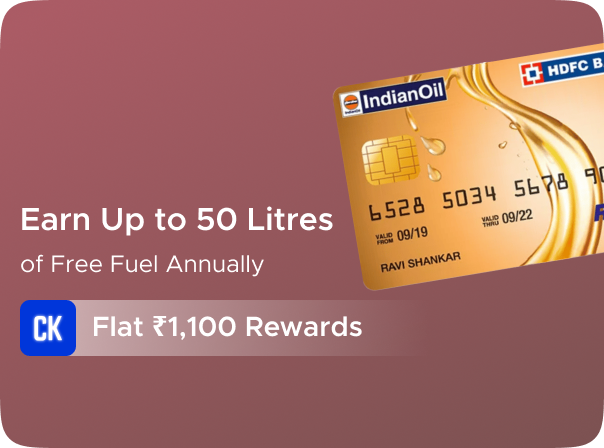 IndianOil
HDFC B
6528 5034 5678 90
VALID FROM 09/19 VALID THRU 09/22
RAVI SHANKAR
Earn Up to 50 Litres
of Free Fuel Annually
CK Flat ₹1,100 Rewards